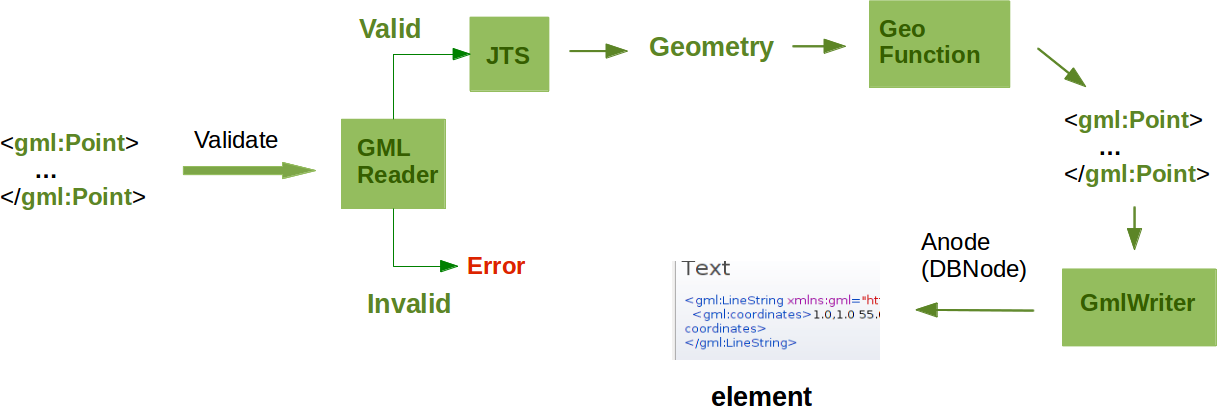 <gml:Point>
...
</gml:Point>
Validate
GML
Reader
Valid
JTS
Geometry
Geo
Function
<gml:Point>
...
</gml:Point>
Error
Invalid
GmlWriter
Anode
(DBNode)
Text
<gml:LineString xmlns:gml="ht
<gml:coordinates>1.0,1.0 55.
coordinates>
</gml:LineString>
element